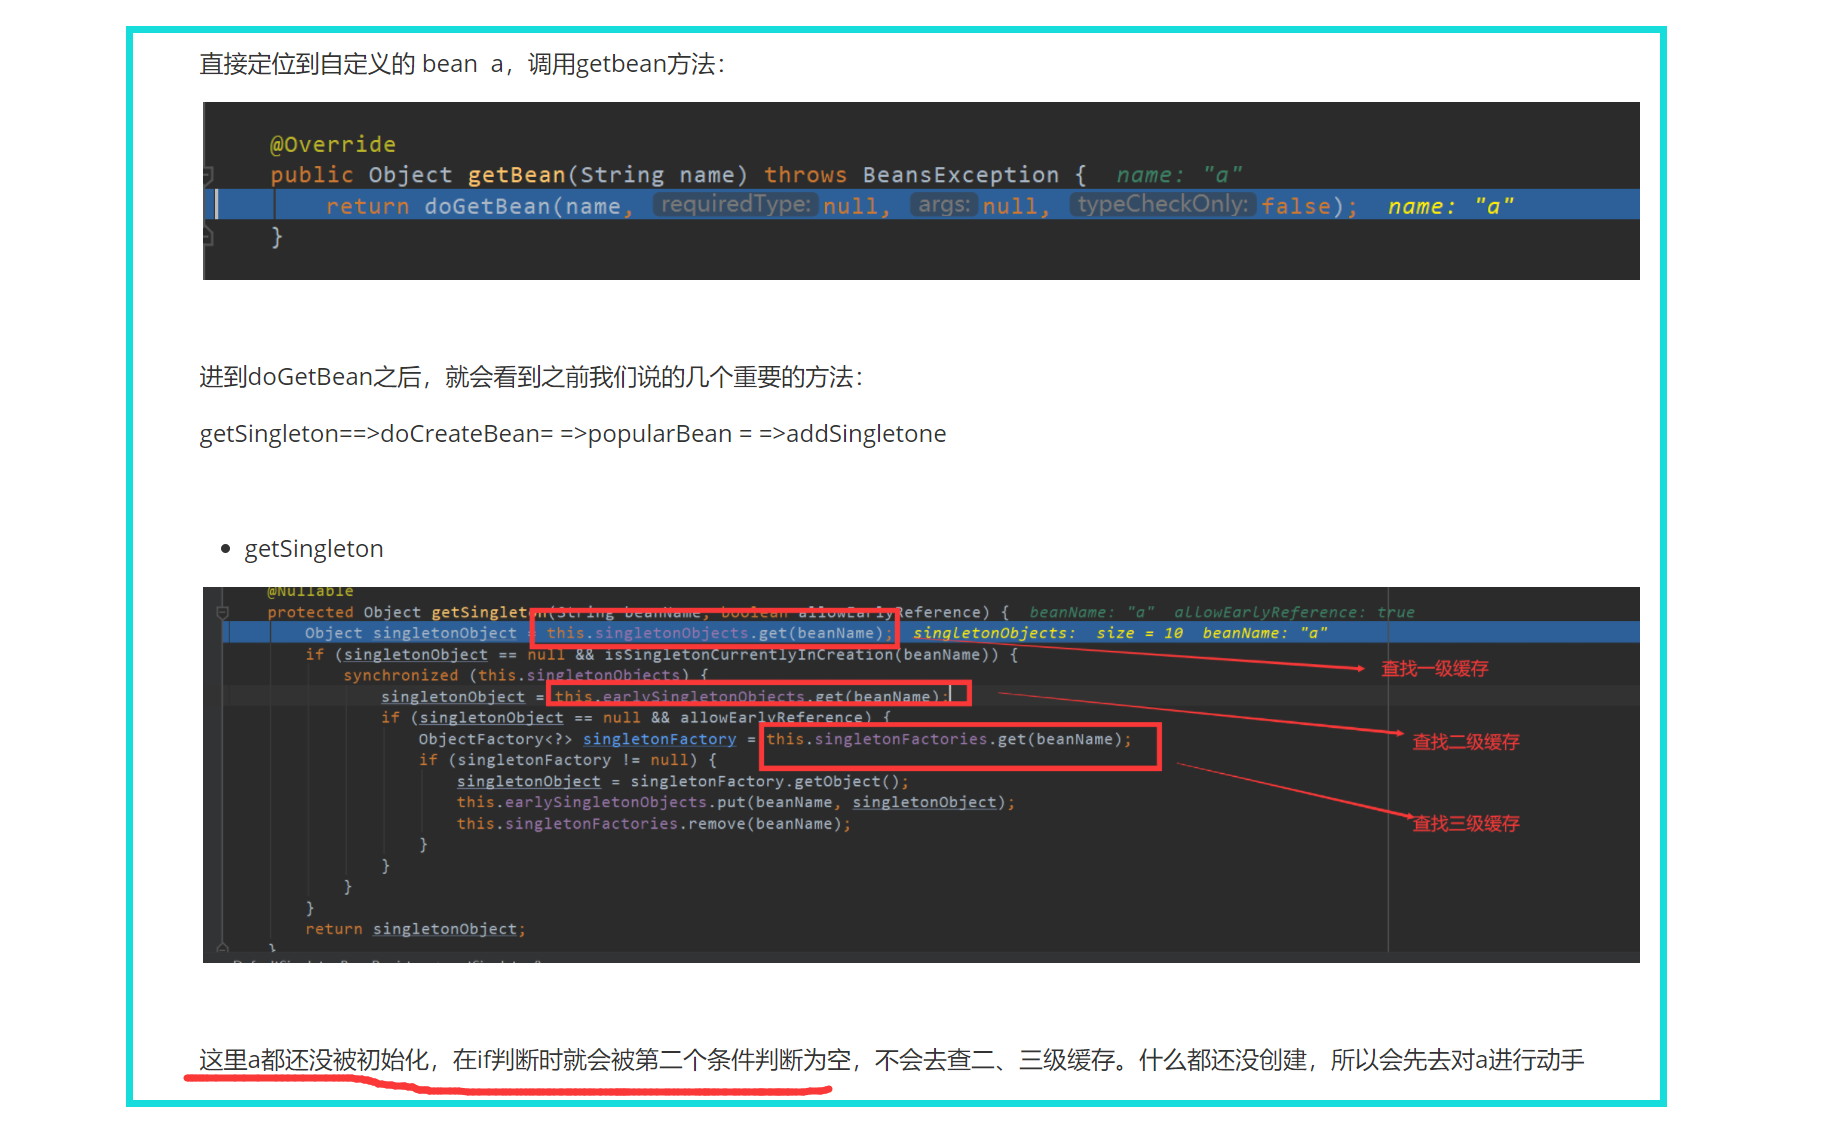 直接定位到自定义的 bean a，调用getbean方法：
@Override
public Object getBean(String name) throws BeansException { name: "a"
return doGetBean(name, requiredType: null, args: null, typeCheckOnly: false); name: "a"
}
进到doGetBean之后，就会看到之前我们说的几个重要的方法：
getSingleton==>doCreateBean= =>popularBean = =>addSingletone
• getSingleton
@Nullable
protected Object getSingleton(String beanName, boolean allowEarlyReference) { beanName: "a" allowEarlyReference: true
Object singletonObject = this.singletonObjects.get(beanName); singletonObjects: size = 10 beanName: "a"
if (singletonObject == null && isSingletonCurrentlyInCreation(beanName)) {
查找一级缓存
synchronized (this.singletonObjects) {
singletonObject = this.earlySingletonObjects.get(beanName);
if (singletonObject == null && allowEarlyReference) {
ObjectFactory<?> singletonFactory = this.singletonFactories.get(beanName);
查找二级缓存
if (singletonFactory != null) {
singletonObject = singletonFactory.getObject();
this.earlySingletonObjects.put(beanName, singletonObject);
this.singletonFactories.remove(beanName);
查找三级缓存
}
}
}
}
return singletonObject;
}
这里a都还没被初始化，在if判断时就会被第二个条件判断为空，不会去查二、三级缓存。什么都还没创建，所以会先去对a进行动手